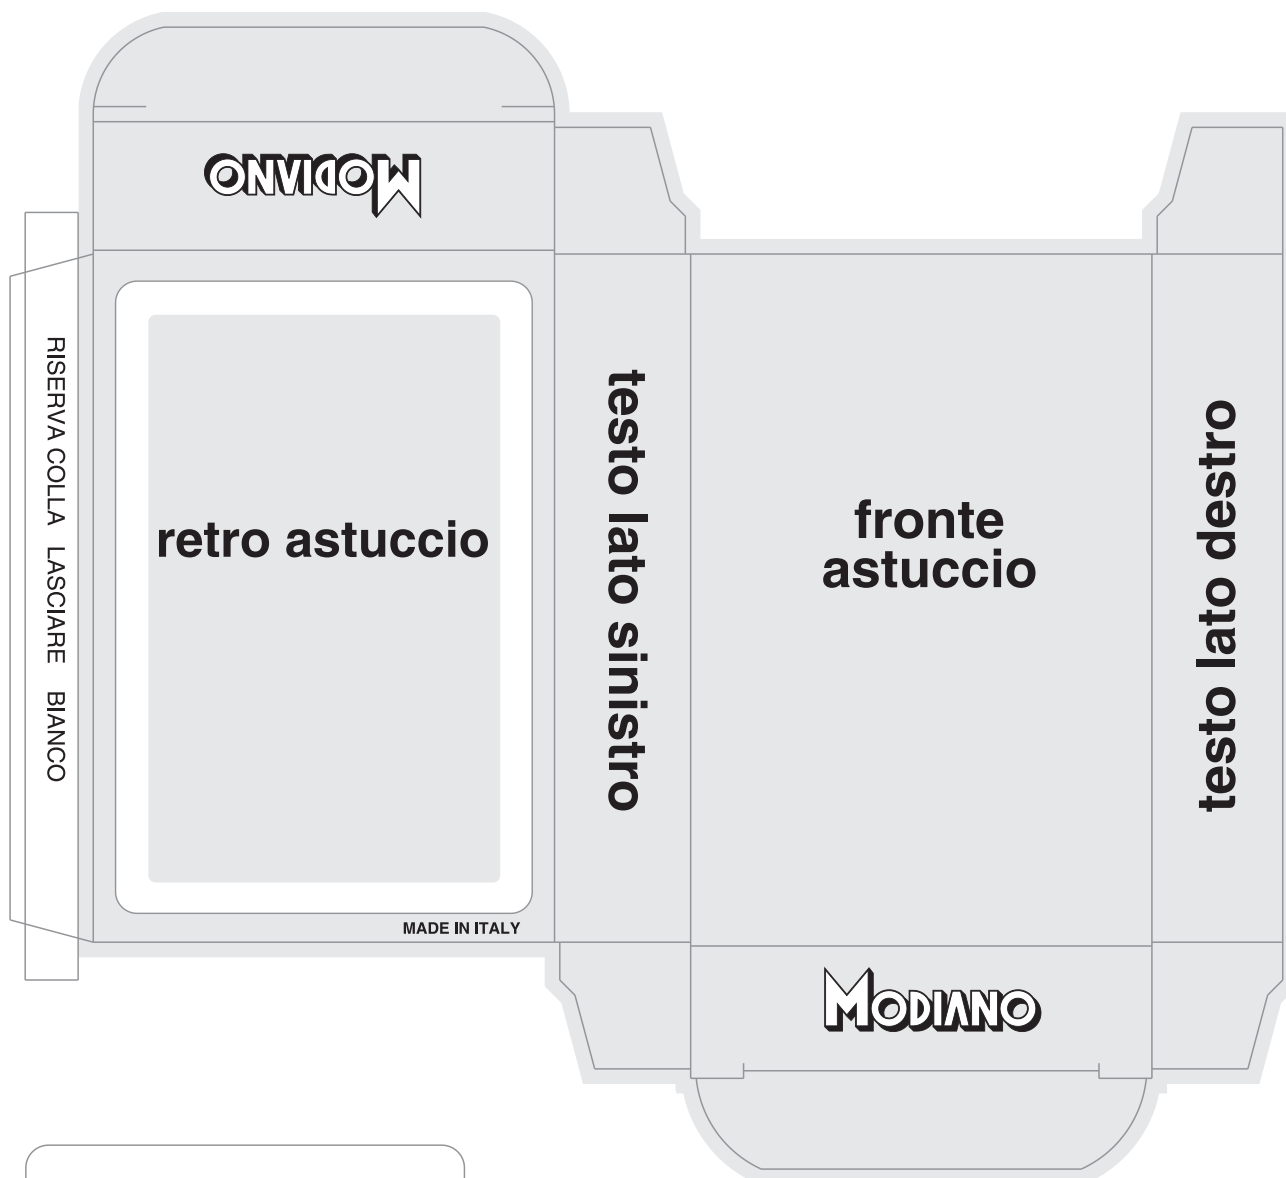 MODIANO
RISERVA COLLA LASCIARE BIANCO
retro astuccio
MADE IN ITALY
testo lato sinistro
fronte
astuccio
testo lato destro
MODIANO